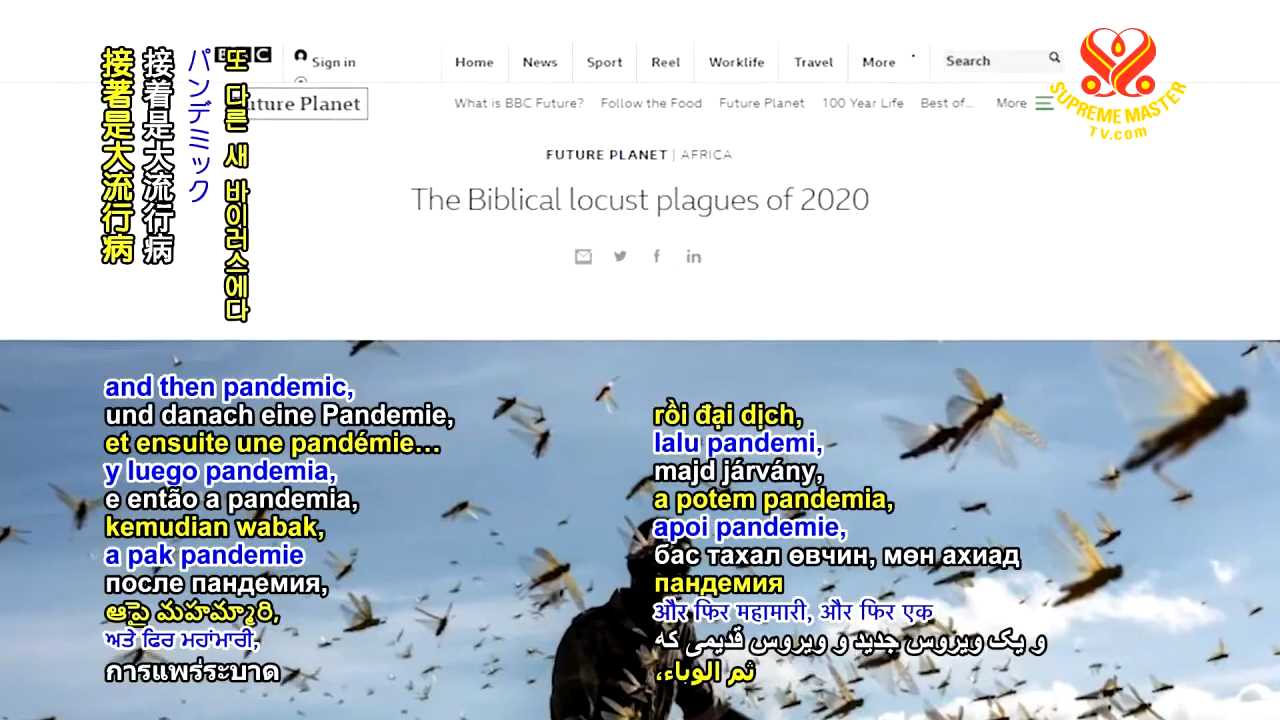 BBC
Sign in
Home
News
Sport
Reel
Worklife
Travel
More
Search
uture Planet
What is BBC Future?
Follow the Food
Future Planet
100 Year Life
Best of...
More
SUPREME MASTER
TV.com
FUTURE PLANET | AFRICA
The Biblical locust plagues of 2020
接著是大流行病
接着是大流行病
パンデミック
또 다른 새 바이러스에다
and then pandemic,
und danach eine Pandemie,
et ensuite une pandémie…
y luego pandemia,
e então a pandemia,
kemudian wabak,
a pak pandemie
после пандемия,
ఆపై మహమ్మారి,
ਅਤੇ ਫਿਰ ਮਹਾਂਮਾਰੀ,
การแพร่ระบาด
rồi đại dịch,
lalu pandemi,
majd járvány,
a potem pandemia,
apoi pandemie,
бас тахал өвчин, мөн ахиад
пандемия
और फिर महामारी, और फिर एक
و یک ویروس جدید و ویروس قدیمی که
ثم الوباء،